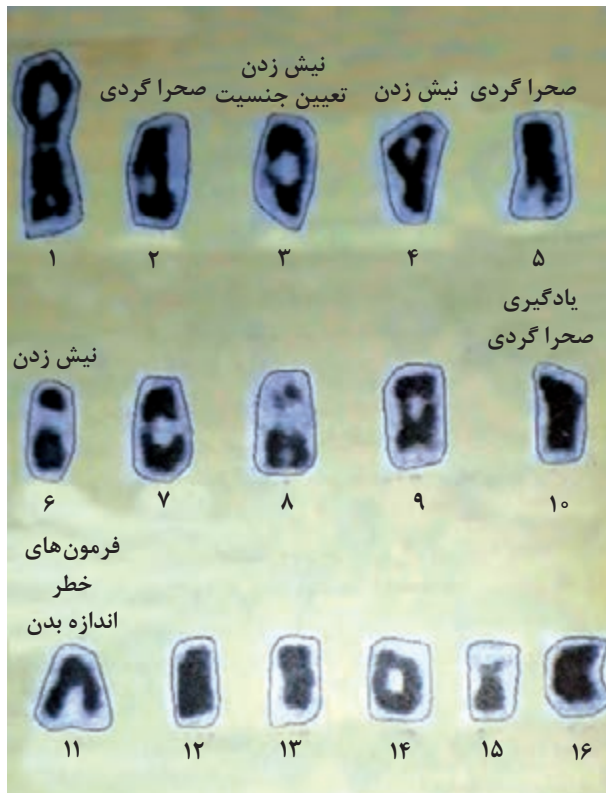 صحرا گردی
نیش زدن
تعیین جنسیت
نیش زدن
صحرا گردی
۱ ۲ ۳ ۴ ۵
نیش زدن
یادگیری
صحرا گردی
۶ ۷ ۸ ۹ ۱۰
فرمون‌های
خطر
اندازه بدن
۱۱ ۱۲ ۱۳ ۱۴ ۱۵ ۱۶